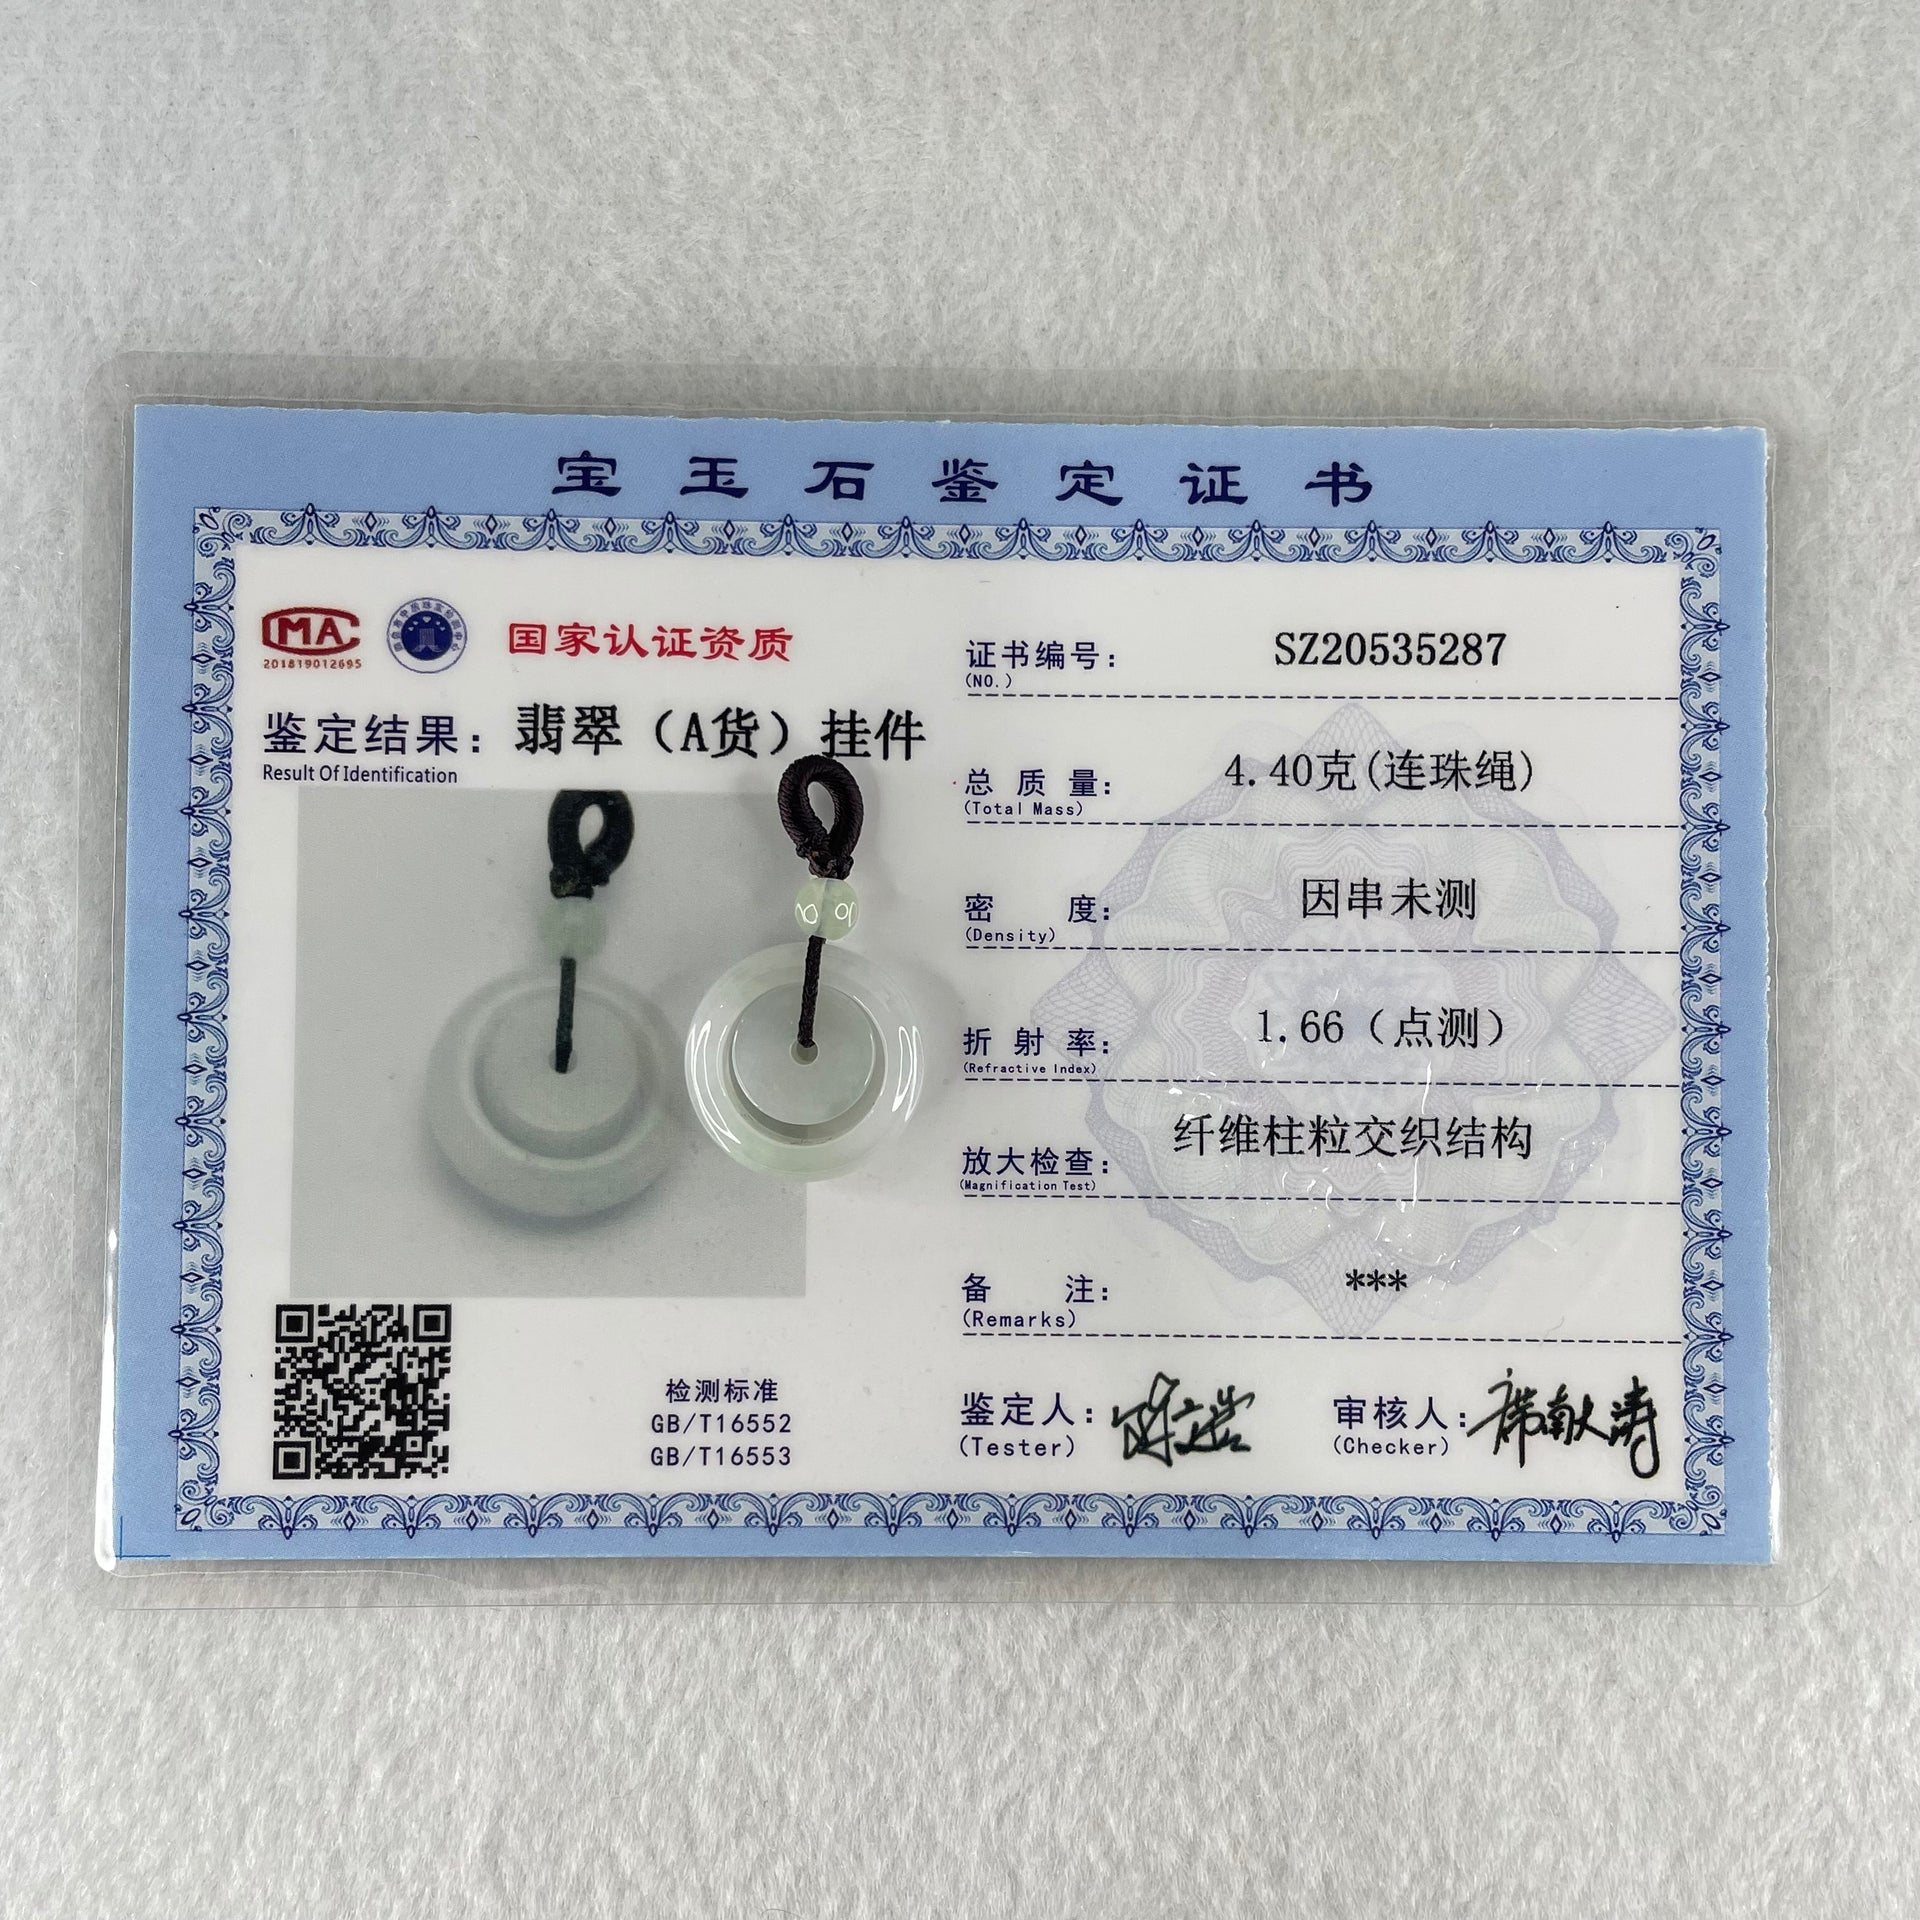 宝玉石鉴定证书
CMA
201819012695
国家认证资质
鉴定结果：翡翠（A货）挂件
Result Of Identification
检测标准
GB/T16552
GB/T16553
证书编号：SZ20535287
(NO.)
总质量：4.40克(连珠绳)
(Total Mass)
密度：因串未测
(Density)
折射率：1.66（点测）
(Refractive Index)
放大检查：纤维柱粒交织结构
(Magnification Test)
备注：***
(Remarks)
鉴定人：
(Tester)
审核人：
(Checker)